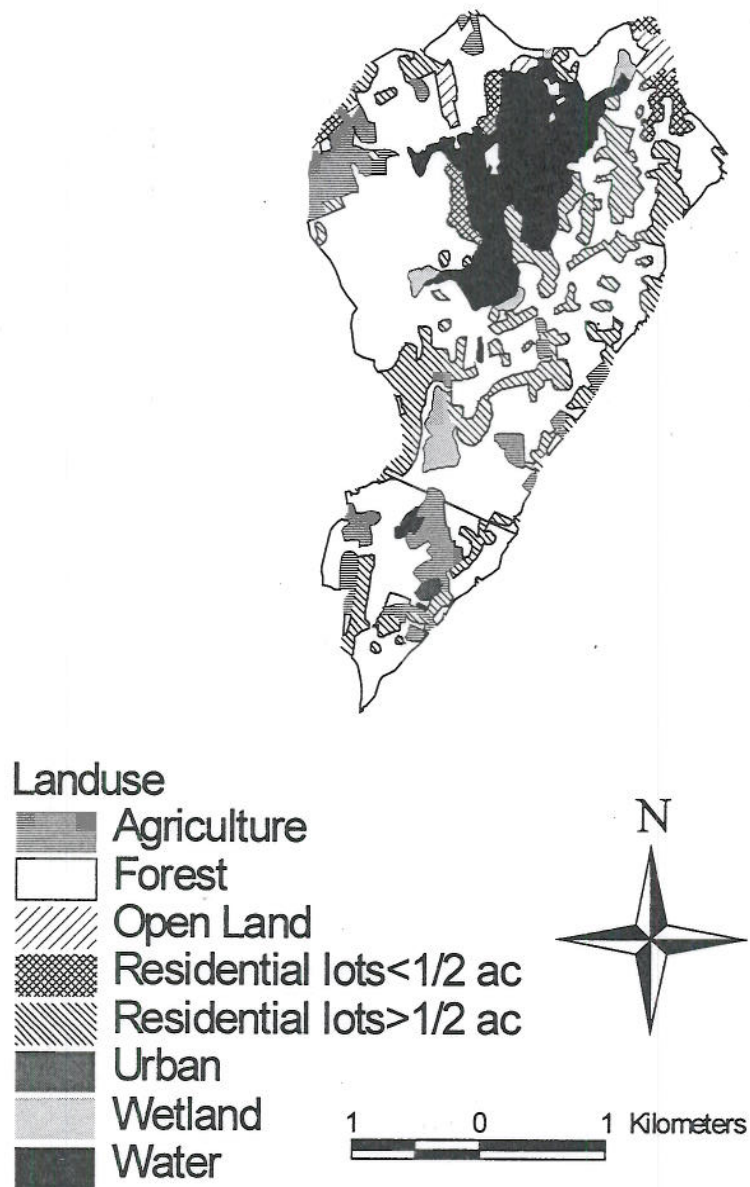 Landuse
Agriculture
Forest
Open Land
Residential lots<1/2 ac
Residential lots>1/2 ac
Urban
Wetland
Water
N
1 0 1 Kilometers